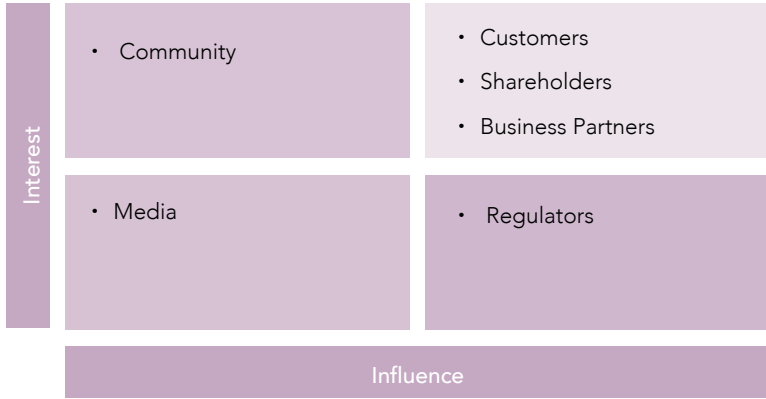 Interest
• Community
• Customers
• Shareholders
• Business Partners
• Media
• Regulators
Influence